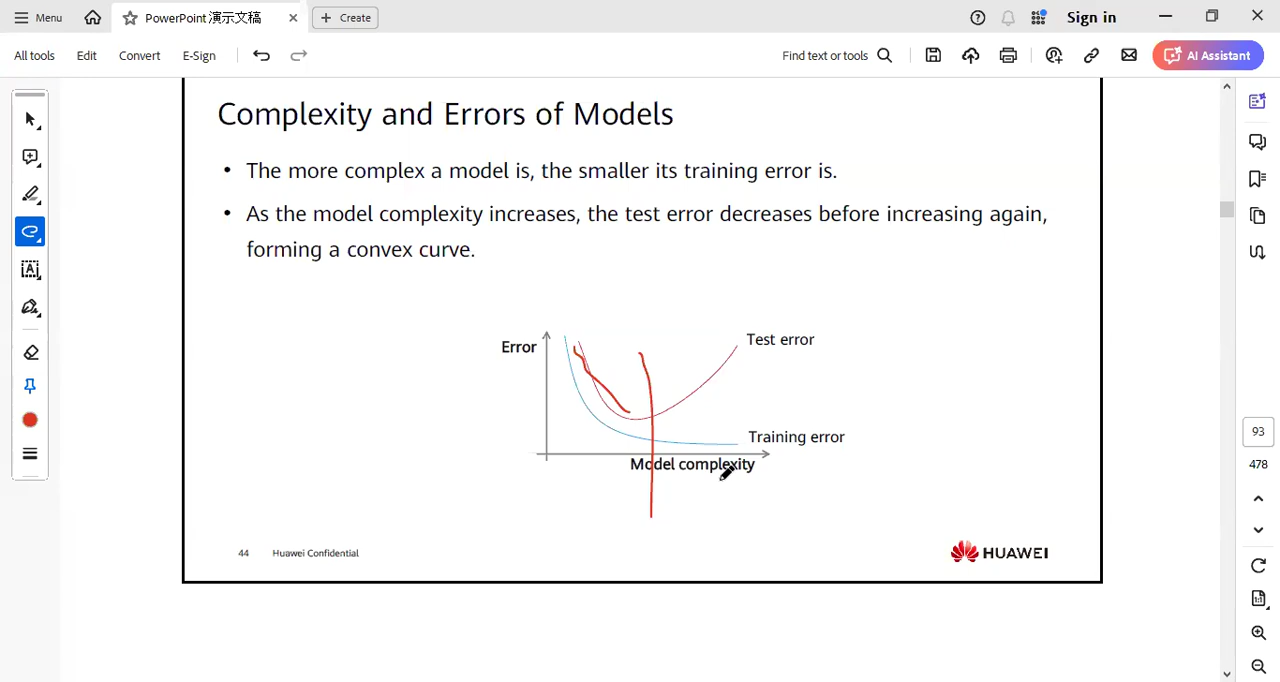 Menu
PowerPoint 演示文稿
Create
Sign in
All tools
Edit
Convert
E-Sign
Find text or tools
AI Assistant
Complexity and Errors of Models
• The more complex a model is, the smaller its training error is.
• As the model complexity increases, the test error decreases before increasing again,
forming a convex curve.
Error
Test error
Training error
Model complexity
44 Huawei Confidential
HUAWEI
93
478